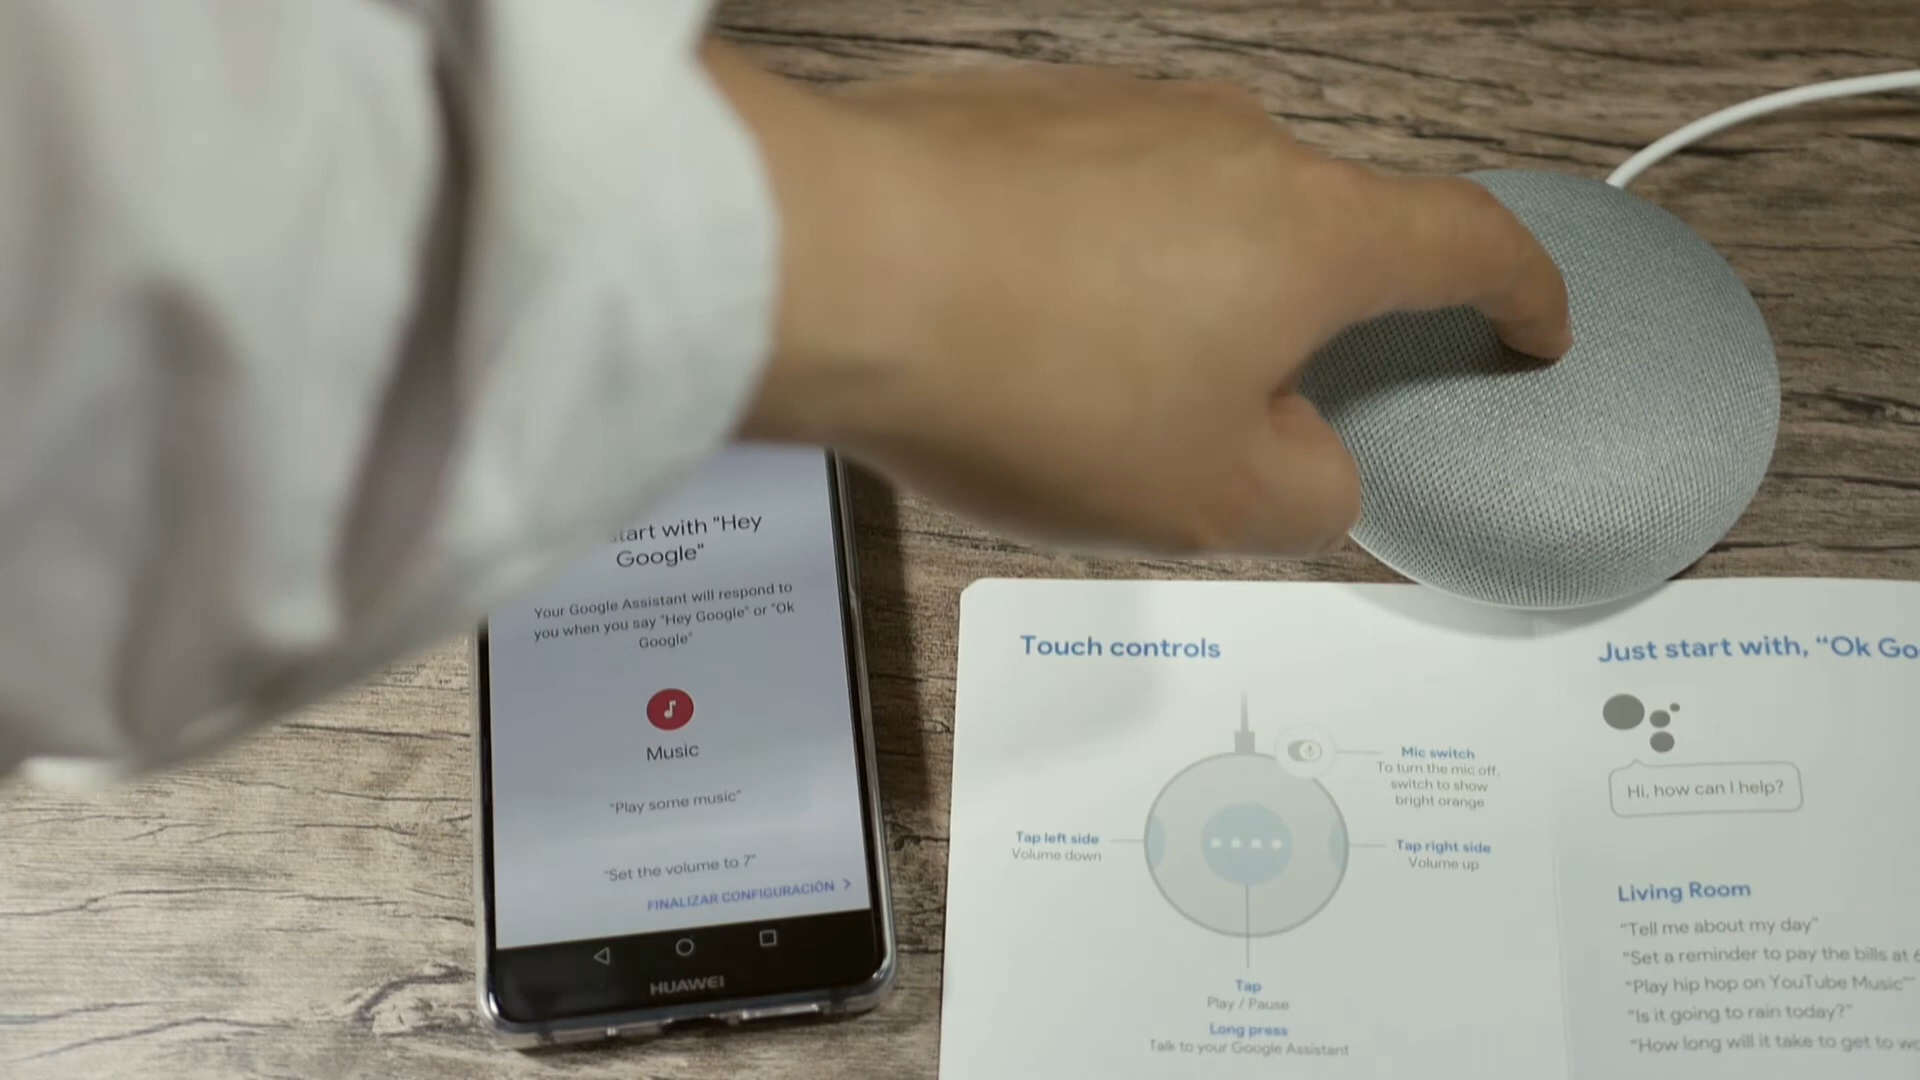 with "Hey
Google"
Your Google Assistant will respond to
you when you say "Hey Google" or "Ok
Google"
Music
"Play some music"
"Set the volume to 7"
FINALIZAR CONFIGURACIÓN
HUAWEI
Touch controls
Mic switch
To turn the mic off,
switch to show
bright orange
Tap left side
Volume down
Tap right side
Volume up
Tap
Play / Pause
Long press
Talk to your Google Assistant
Just start with, “Ok
Hi, how can I help?
Living Room
“Tell me about my day”
“Set a reminder to pay the bills at
“Play hip hop on YouTube Music”
“Is it going to rain today?”
“How long will it take to get to